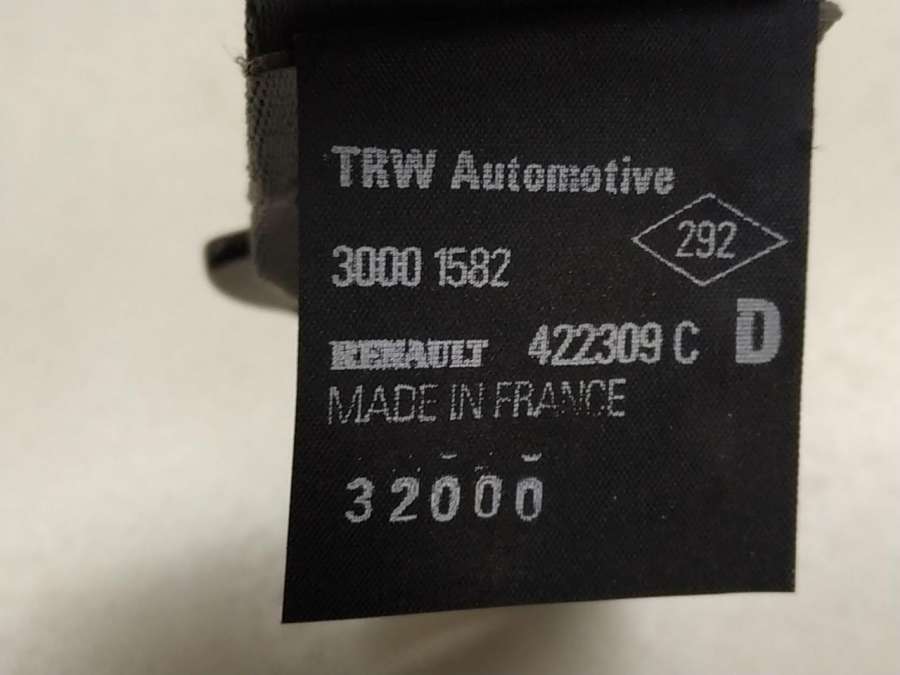 TRW Automotive
292
3000 1582
RENAULT 422309 C D
MADE IN FRANCE
32000